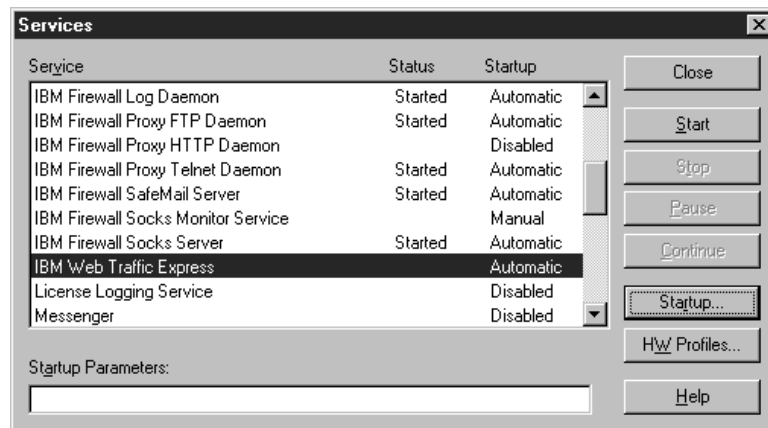 Services
Service Status Startup
IBM Firewall Log Daemon Started Automatic
IBM Firewall Proxy FTP Daemon Started Automatic
IBM Firewall Proxy HTTP Daemon Disabled
IBM Firewall Proxy Telnet Daemon Started Automatic
IBM Firewall SafeMail Server Started Automatic
IBM Firewall Socks Monitor Service Manual
IBM Firewall Socks Server Started Automatic
IBM Web Traffic Express Automatic
License Logging Service Disabled
Messenger Disabled
Startup Parameters:
Close
Start
Stop
Pause
Continue
Startup...
HW Profiles...
Help